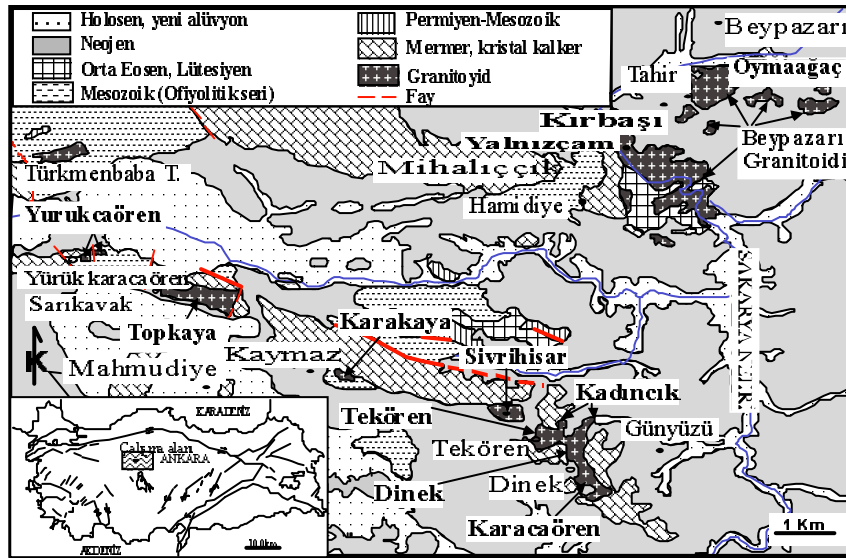 Holosen, yeni alüvyon
Neojen
Orta Eosen, Lütesiyen
Mesozoik (Ofiyolitik seri)
Permiyen-Mesozoik
Mermer, kristal kalker
Granitoyid
Fay
Beypazarı
Tahir
Oymaağaç
Kırbaşı
Yalnızçam
Beypazarı
Granitoidi
Mihalıççık
Türkmenbaba T.
Hamidiye
Yurukcaören
Yürük karacaören
Sarıkavak
SAKARYA NEHRİ
Topkaya
Karakaya
Kaymaz
Sivrihisar
K
Mahmudiye
Kadıncık
Tekören
Günyüzü
Tekören
Dinek
Dinek
Karacaören
1 Km
KARADENİZ
Çalışma alanı
ANKARA
AKDENİZ